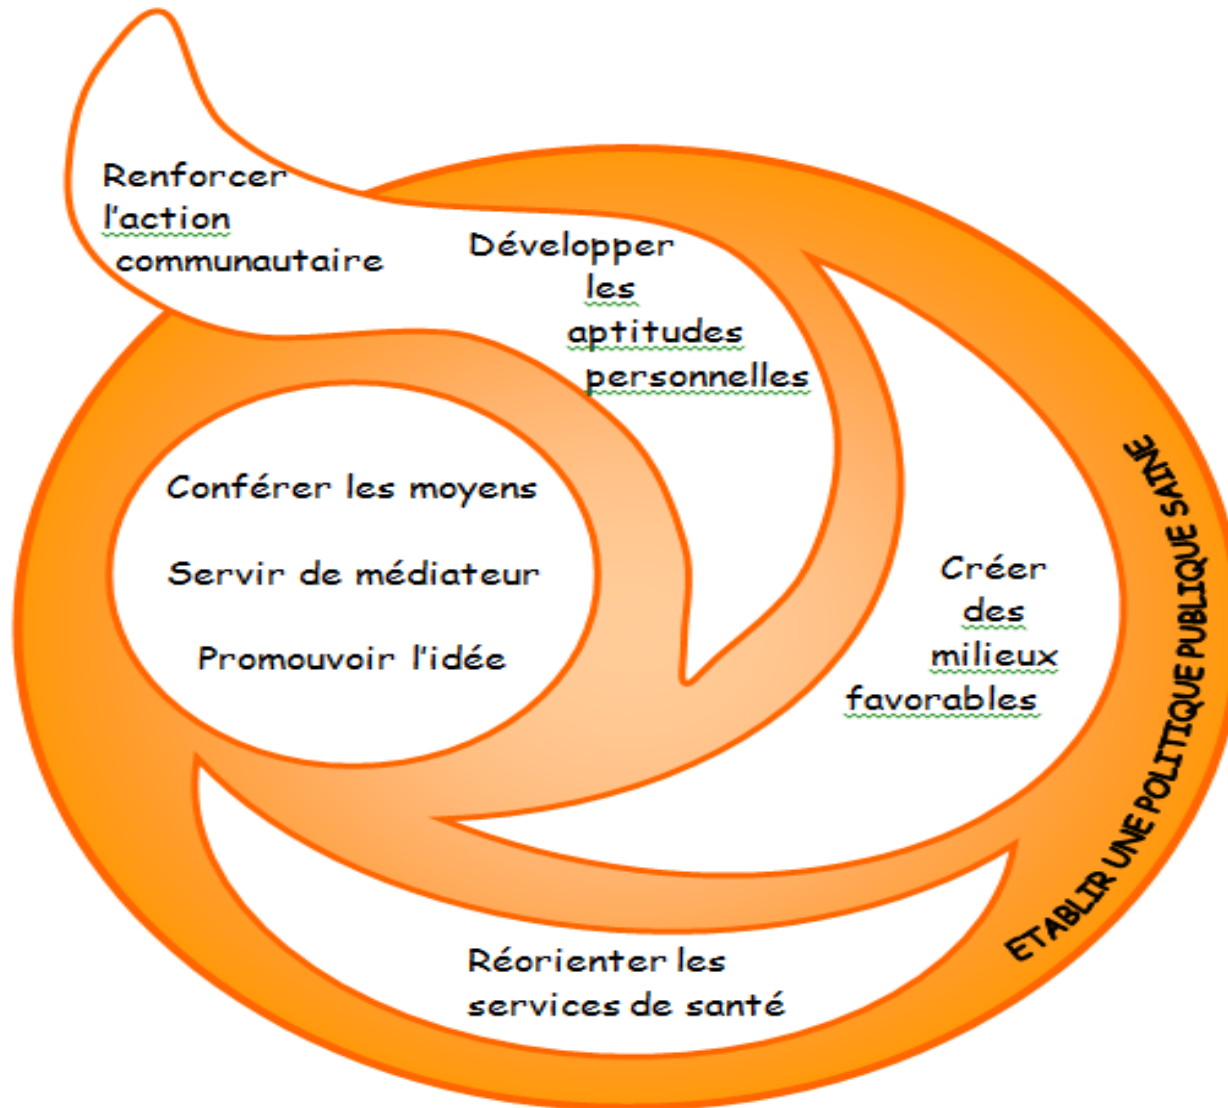 Renforcer
l'action
communautaire
Développer
les
aptitudes
personnelles
Conférer les moyens
Servir de médiateur
Promouvoir l'idée
Créer
des
milieux
favorables
ETABLIR UNE POLITIQUE PUBLIQUE SAINE
Réorienter les
services de santé